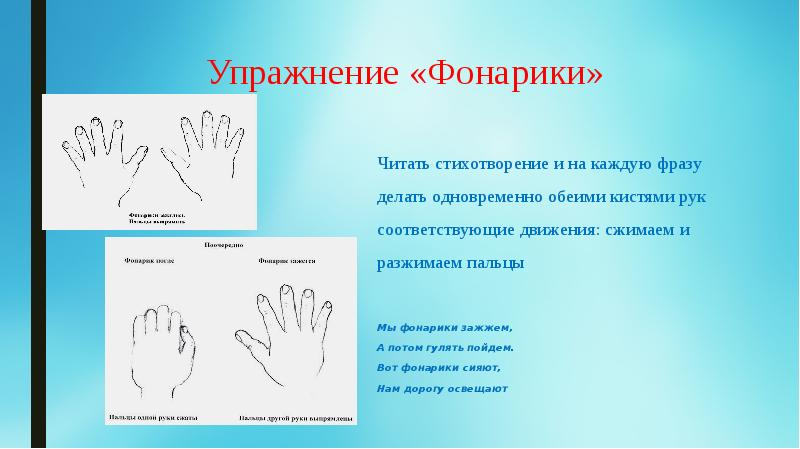 Упражнение «Фонарики»
Фонарики зажглись.
Пальцы выпрямить
Поочередно
Фонарик погас Фонарик зажегся
Пальцы одной руки сжаты Пальцы другой руки выпрямлены
Читать стихотворение и на каждую фразу
делать одновременно обеими кистями рук
соответствующие движения: сжимаем и
разжимаем пальцы
Мы фонарики зажжем,
А потом гулять пойдем.
Вот фонарики сияют,
Нам дорогу освещают